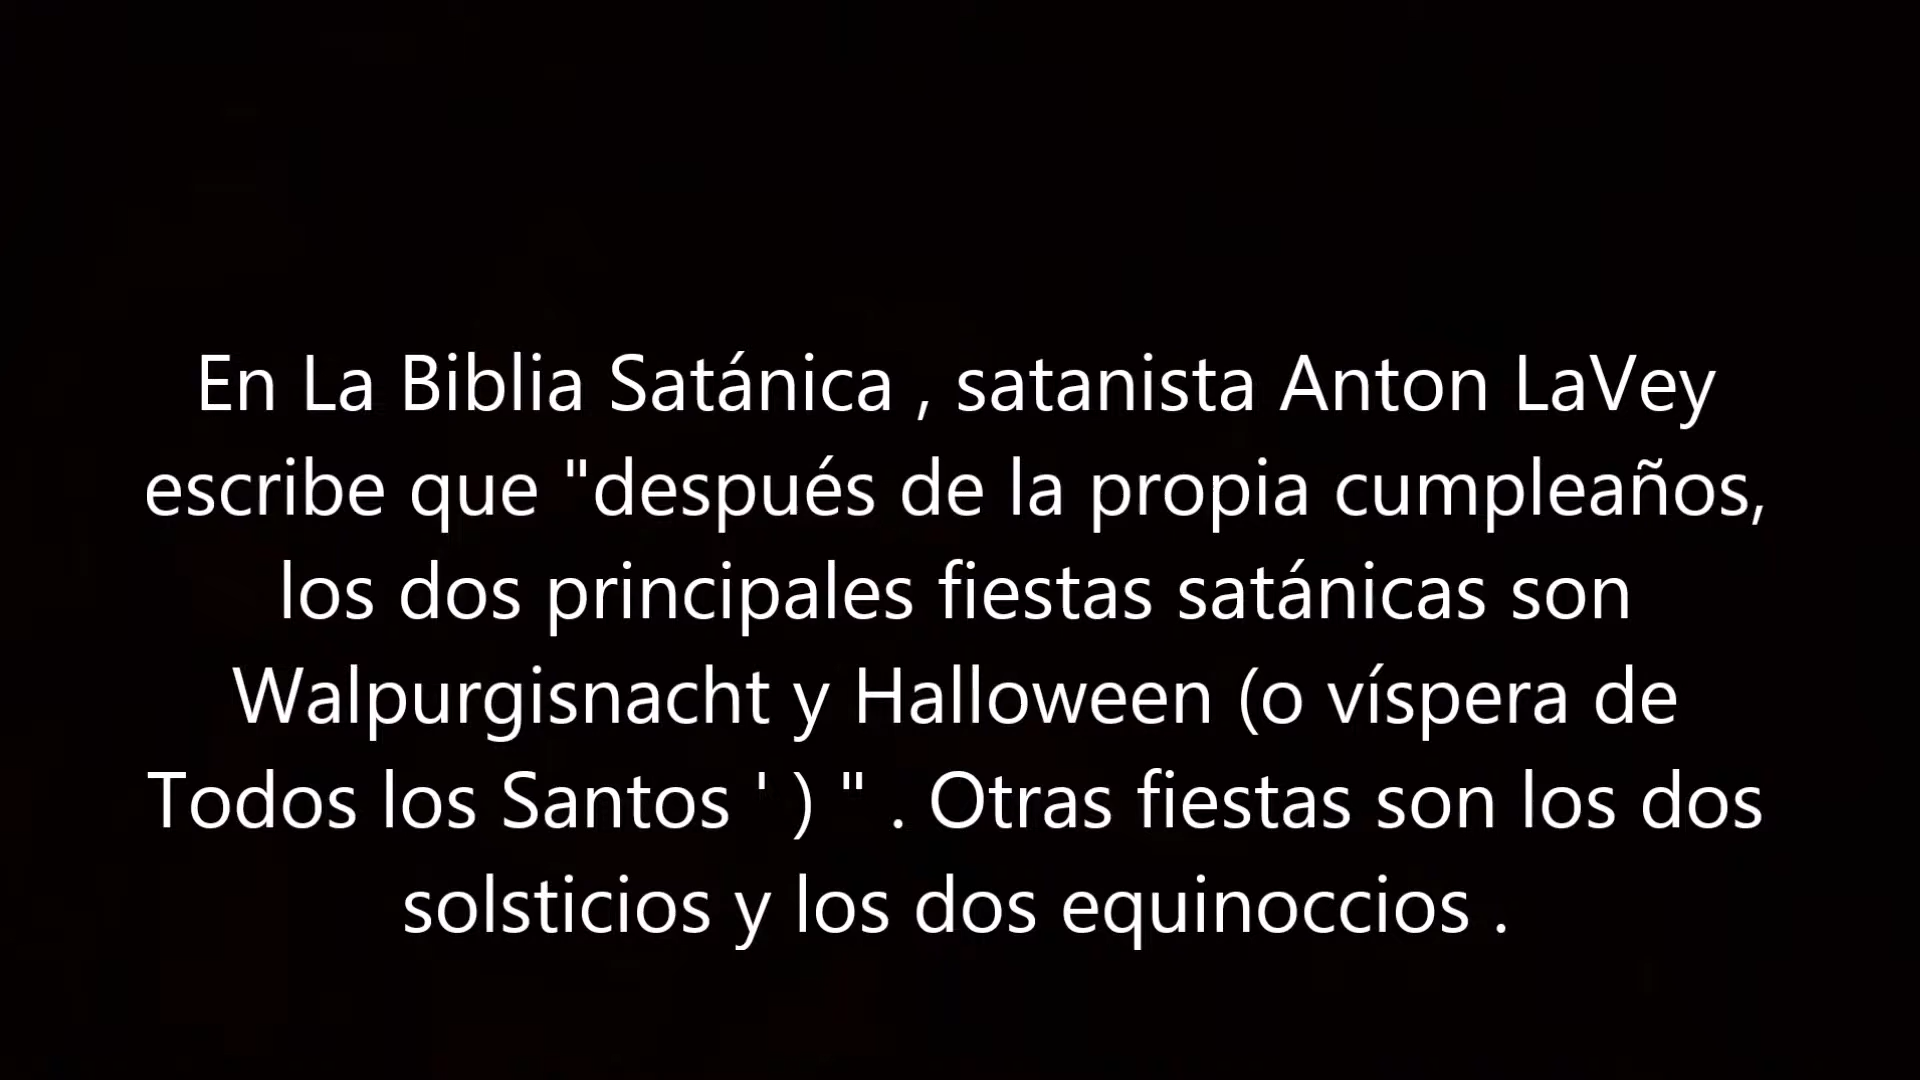 En La Biblia Satánica , satanista Anton LaVey
escribe que "después de la propia cumpleaños,
los dos principales fiestas satánicas son
Walpurgisnacht y Halloween (o víspera de
Todos los Santos ' ) " . Otras fiestas son los dos
solsticios y los dos equinoccios .